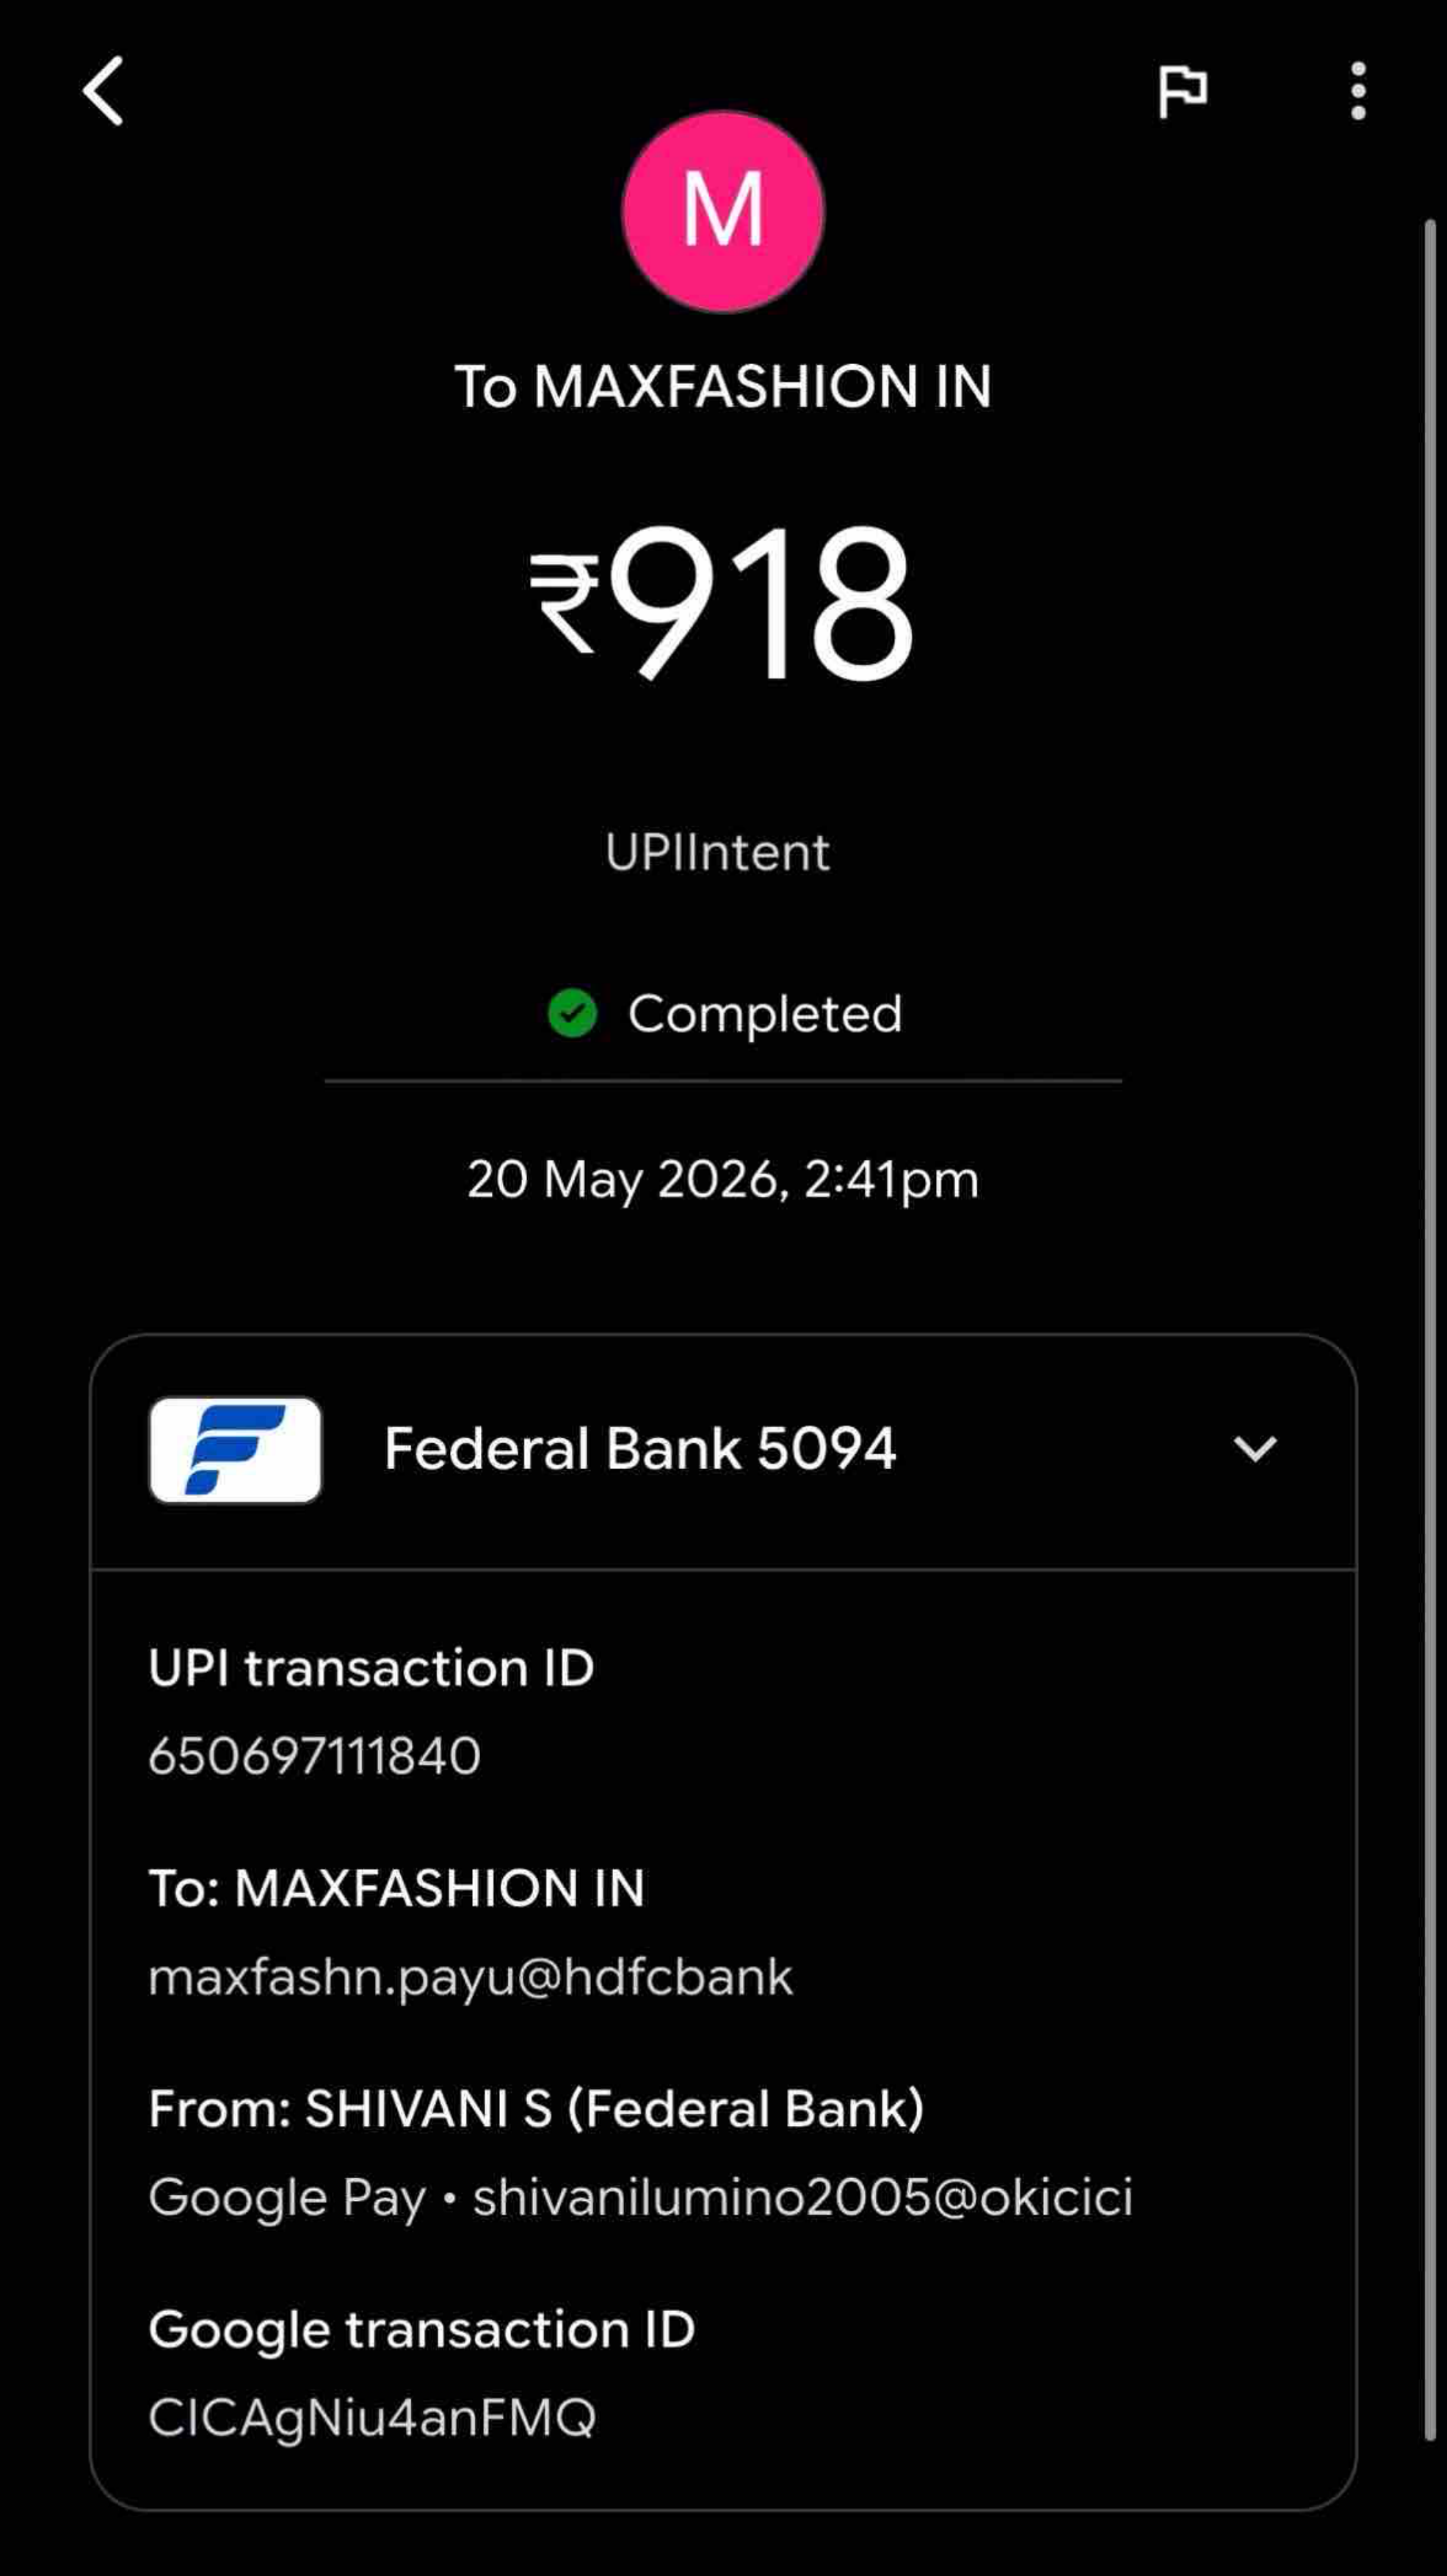 M
To MAXFASHION IN
₹918
UPIIntent
Completed
20 May 2026, 2:41pm
Federal Bank 5094
UPI transaction ID
650697111840
To: MAXFASHION IN
maxfashn.payu@hdfcbank
From: SHIVANI S (Federal Bank)
Google Pay • shivanilumino2005@okicici
Google transaction ID
CICAgNiu4anFMQ